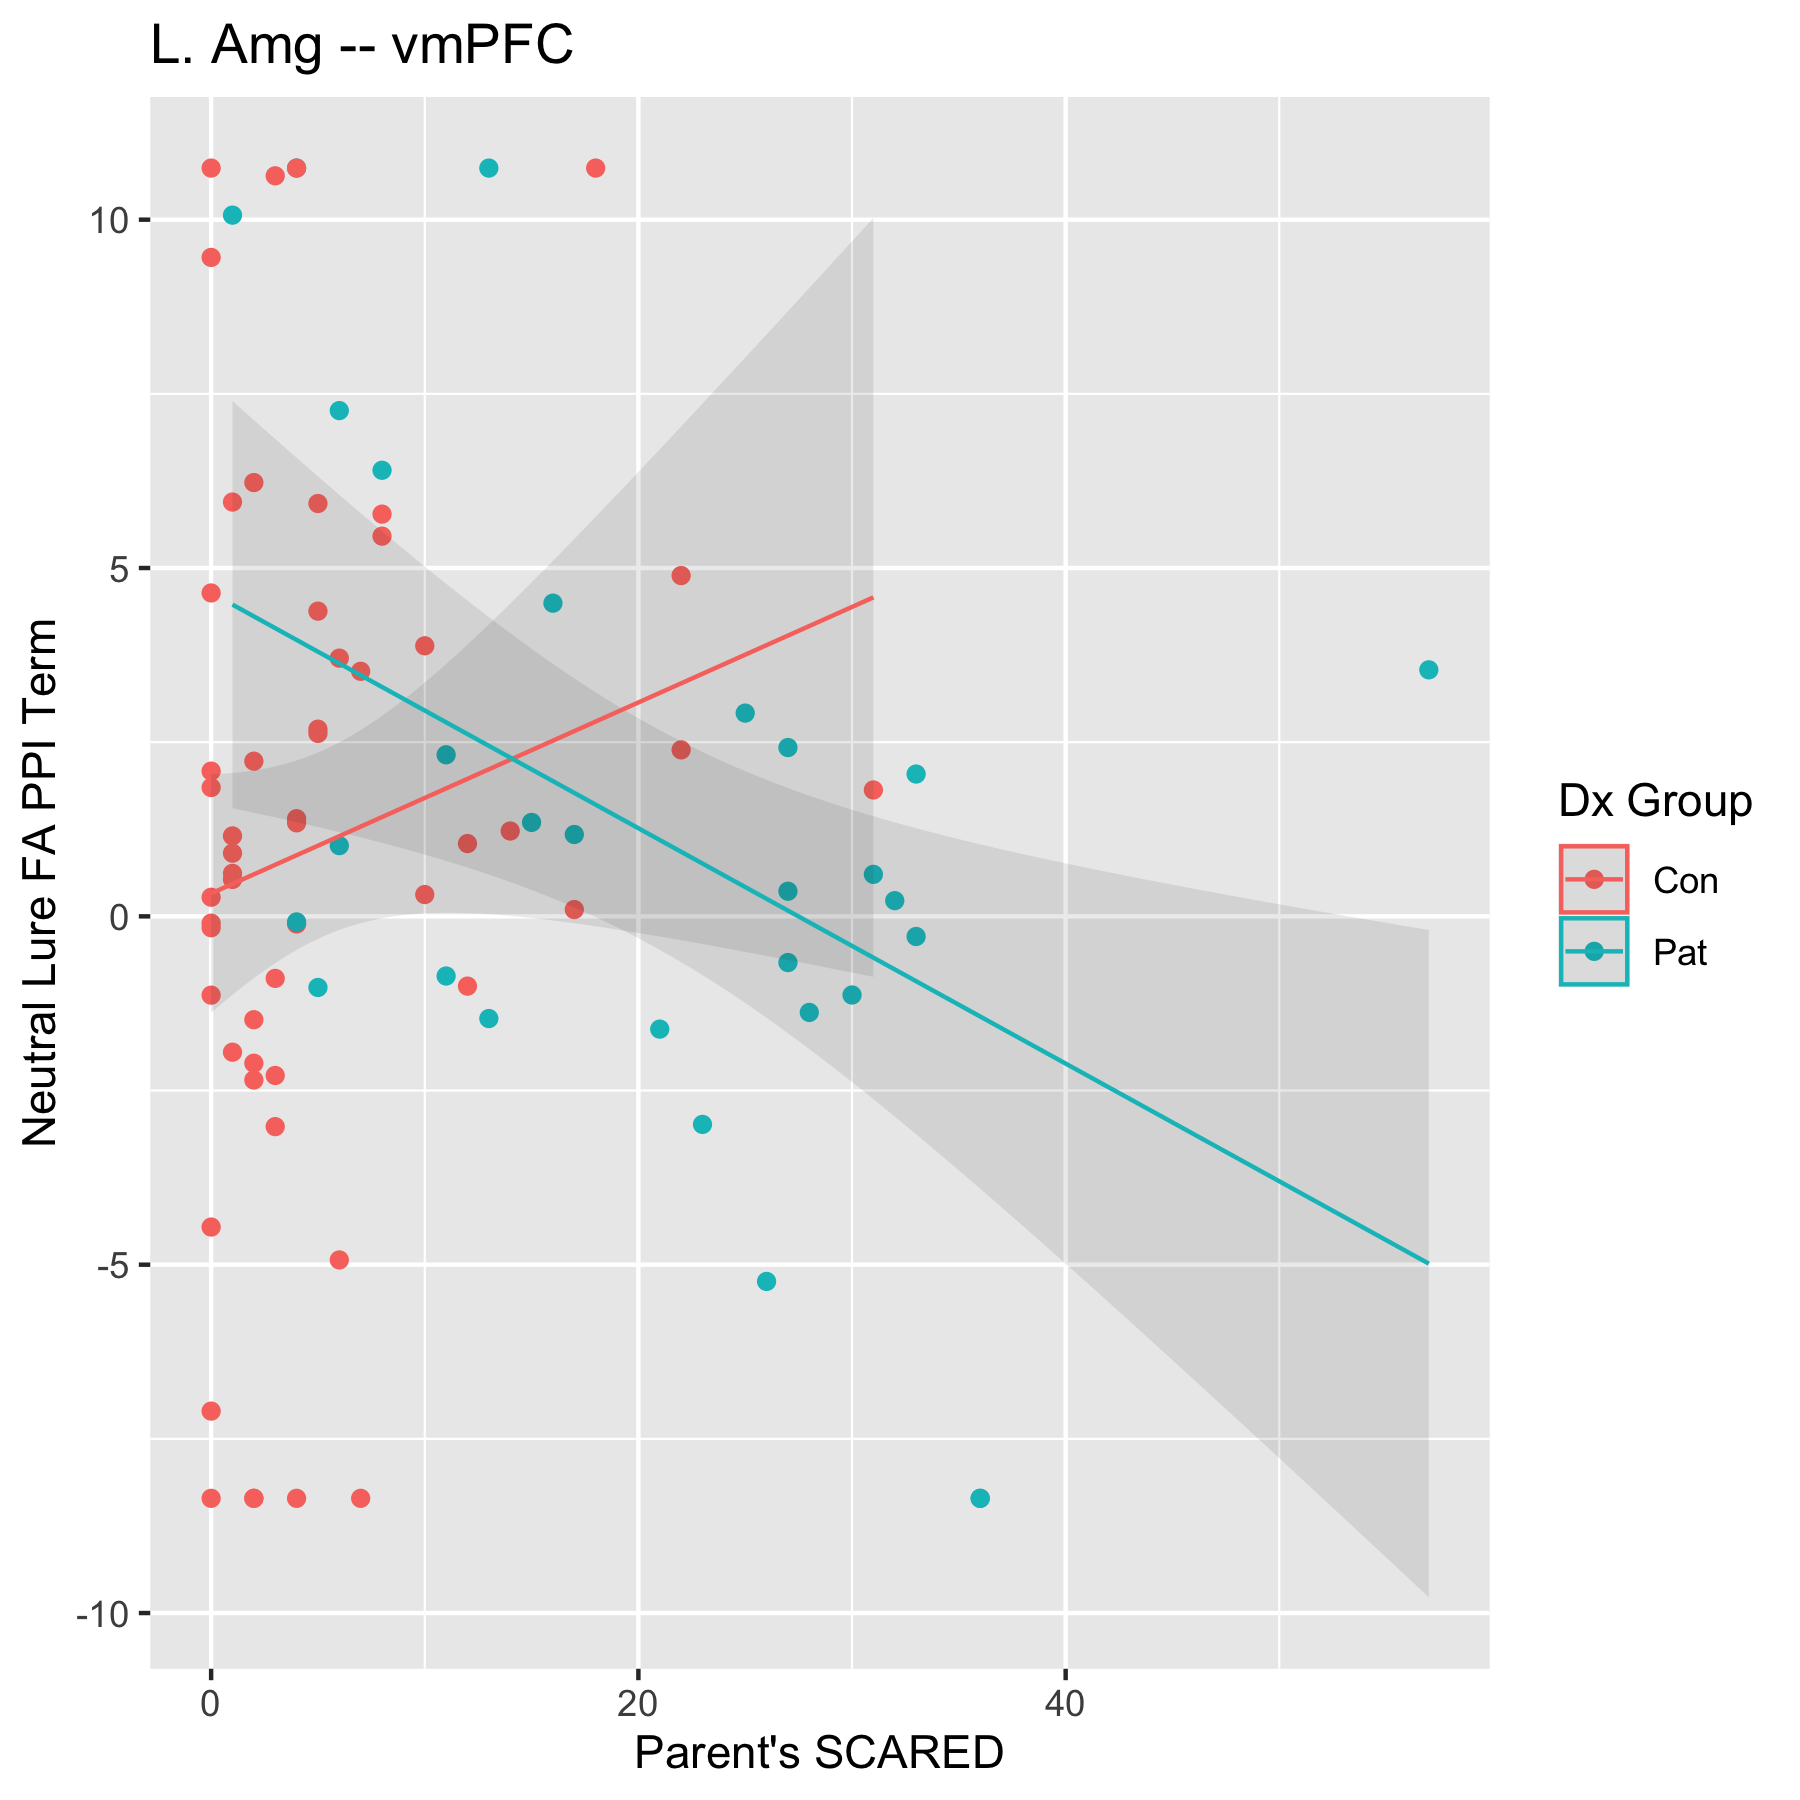 L. Amg -- vmPFC
Neutral Lure FA PPI Term
10
5
0
-5
-10
0
20
40
Parent's SCARED
Dx Group
Con
Pat